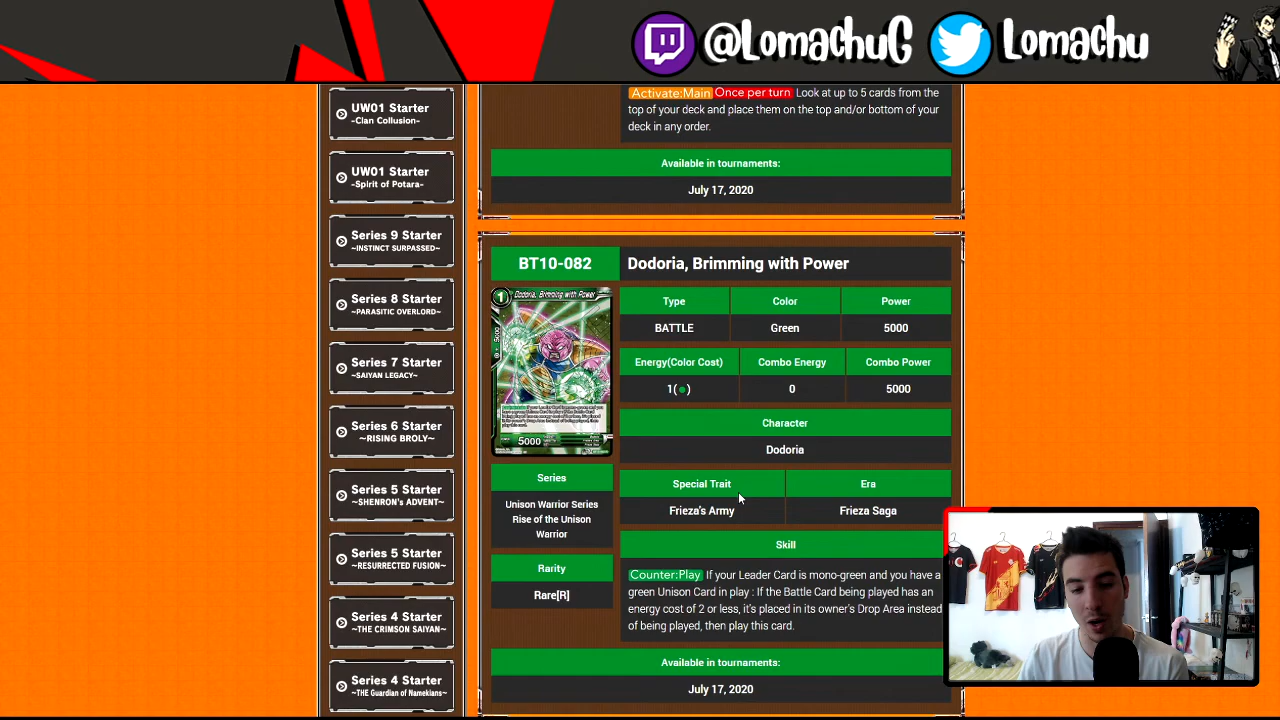 @LomachuG
Lomachu
UW01 Starter
-Clan Collusion-
UW01 Starter
-Spirit of Potara-
Series 9 Starter
~INSTINCT SURPASSED~
Series 8 Starter
~PARASITIC OVERLORD~
Series 7 Starter
~SAIYAN LEGACY~
Series 6 Starter
~RISING BROLY~
Series 5 Starter
~SHENRON's ADVENT~
Series 5 Starter
~RESURRECTED FUSION~
Series 4 Starter
~THE CRIMSON SAIYAN~
Series 4 Starter
~THE Guardian of Namekians~
Activate:Main Once per turn Look at up to 5 cards from the
top of your deck and place them on the top and/or bottom of your
deck in any order.
Available in tournaments:
July 17, 2020
BT10-082
Dodoria, Brimming with Power
1
Dodoria, Brimming with Power
5000
Type
Color
Power
BATTLE
Green
5000
Energy(Color Cost)
Combo Energy
Combo Power
1( )
0
5000
Character
Dodoria
Series
Unison Warrior Series
Rise of the Unison
Warrior
Rarity
Rare[R]
Special Trait
Era
Frieza's Army
Frieza Saga
Skill
Counter:Play If your Leader Card is mono-green and you have a
green Unison Card in play : If the Battle Card being played has an
energy cost of 2 or less, it's placed in its owner's Drop Area instead
of being played, then play this card.
Available in tournaments:
July 17, 2020